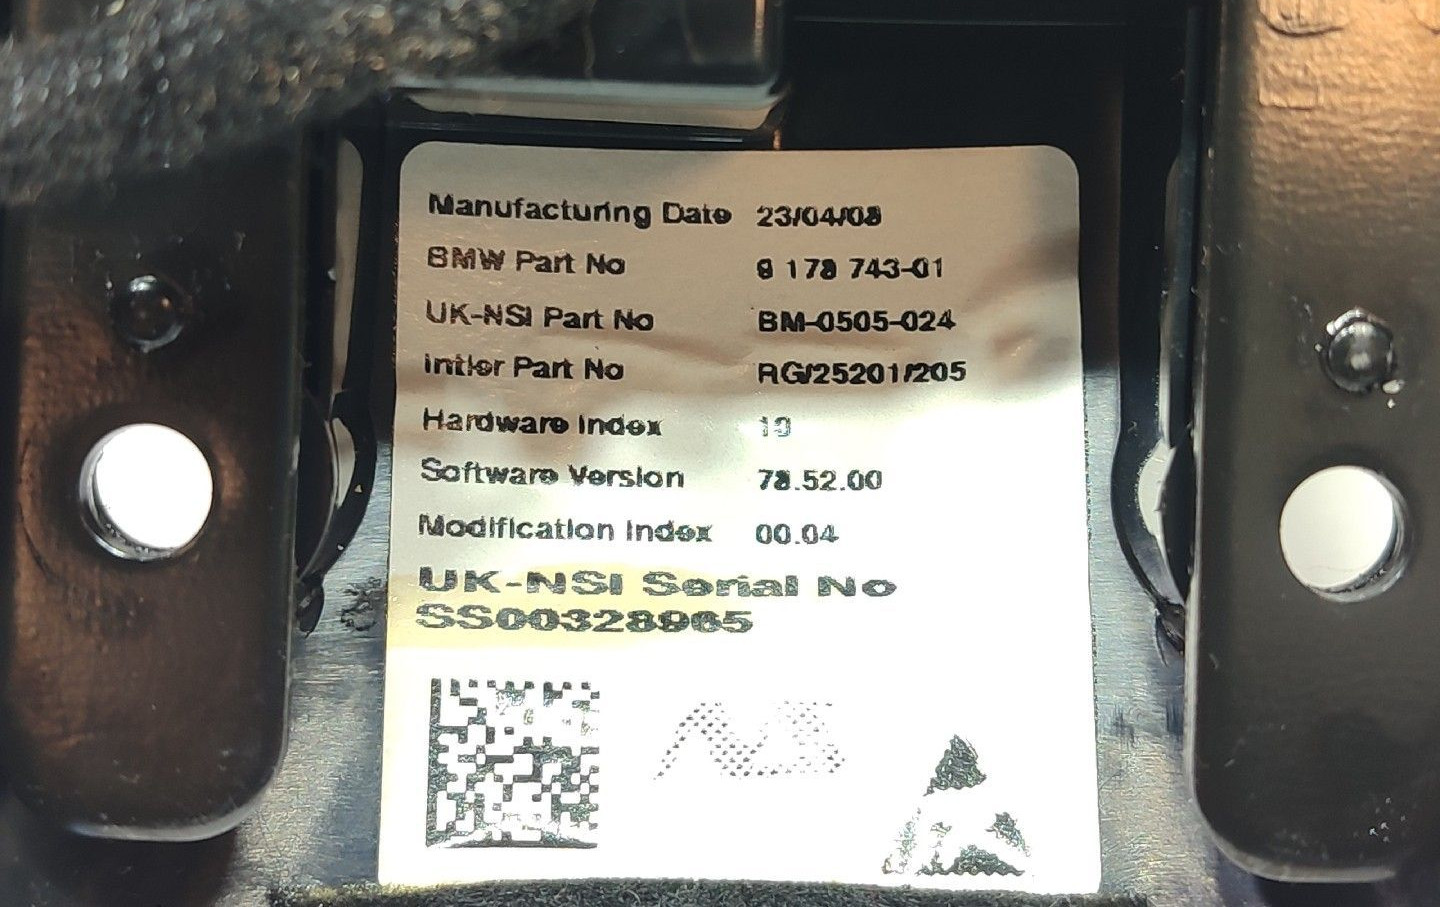 Manufacturing Date 23/04/08
BMW Part No 9 178 743-01
UK-NSI Part No BM-0505-024
Intier Part No RG/25201/205
Hardware Index 10
Software Version 78.52.00
Modification Index 00.04
UK-NSI Serial No
SS00328965